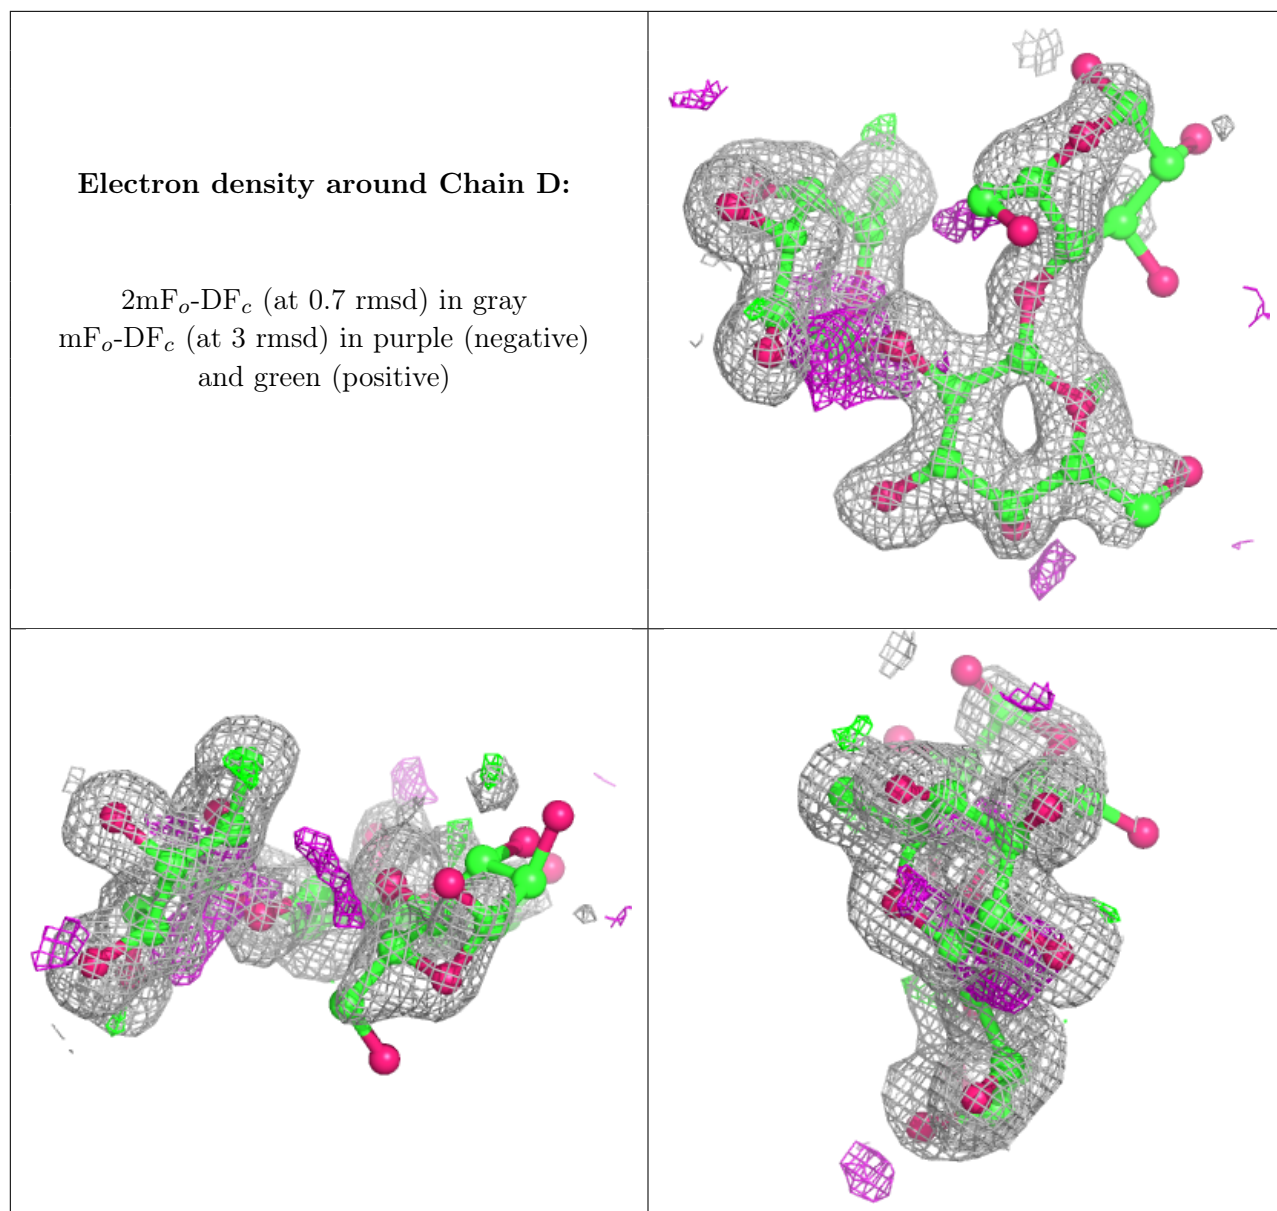 Electron density around Chain D:
2mFo-DFc (at 0.7 rmsd) in gray
mFo-DFc (at 3 rmsd) in purple (negative)
and green (positive)